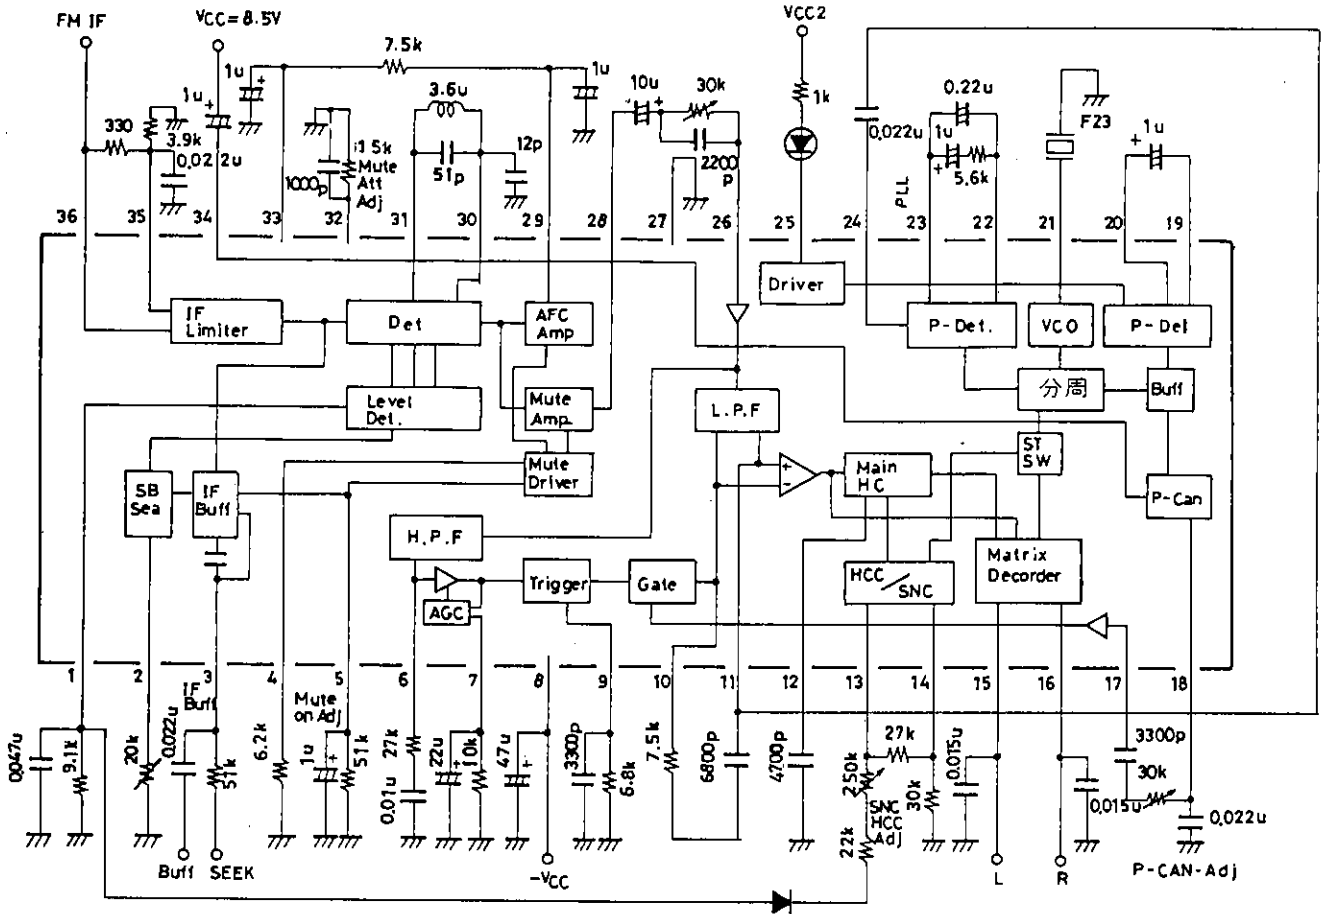 FM IF
VCC=8.5V
VCC2
7.5k
1u
+
1u
+
1u
3.6u
10u
+
30k
1k
0.22u
F23
1u
+
330
3.9k
0.022u
1.5k
Mute
Att
Adj
1000p
51p
12p
2200
p
0.022u
PLL
1u
+
5.6k
36
35
34
33
32
31
30
29
28
27
26
25
24
23
22
21
20
19
IF
Limiter
Det
AFC
Amp
Driver
P-Det.
VCO
P-Det
Level
Det.
Mute
Amp
L.P.F
分周
Buff
SB
Sea
IF
Buff
Mute
Driver
+
−
Main
HC
ST
SW
P-Can
H.P.F
AGC
Trigger
Gate
HCC
SNC
Matrix
Decorder
1
2
3
4
5
6
7
8
9
10
11
12
13
14
15
16
17
18
IF
Buff
Mute
on Adj
0.047u
9.1k
20k
0.022u
51k
6.2k
1u
+
51k
27k
0.01u
22u
+
10k
47u
+
3300p
6.8k
7.5k
6800p
4700p
250k
27k
SNC
HCC
Adj
30k
22k
0.015u
0.015u
3300p
30k
0.022u
Buff
SEEK
-VCC
L
R
P-CAN-Adj